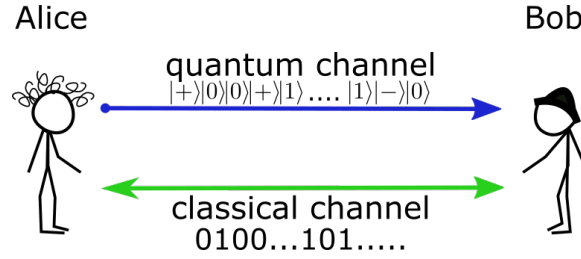 Alice
Bob
quantum channel
|+⟩|0⟩|0⟩|+⟩|1⟩.... |1⟩|−⟩|0⟩
classical channel
0100...101.....